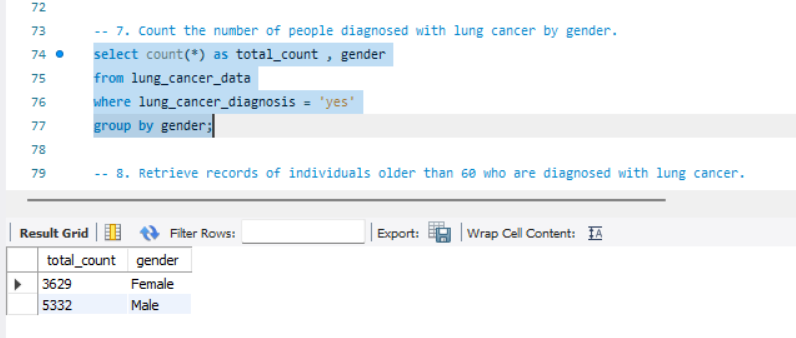 72
73 -- 7. Count the number of people diagnosed with lung cancer by gender.
74 select count(*) as total_count , gender
75 from lung_cancer_data
76 where lung_cancer_diagnosis = 'yes'
77 group by gender;
78
79 -- 8. Retrieve records of individuals older than 60 who are diagnosed with lung cancer.
Result Grid Filter Rows: Export: Wrap Cell Content: IA
total_count gender
3629 Female
5332 Male